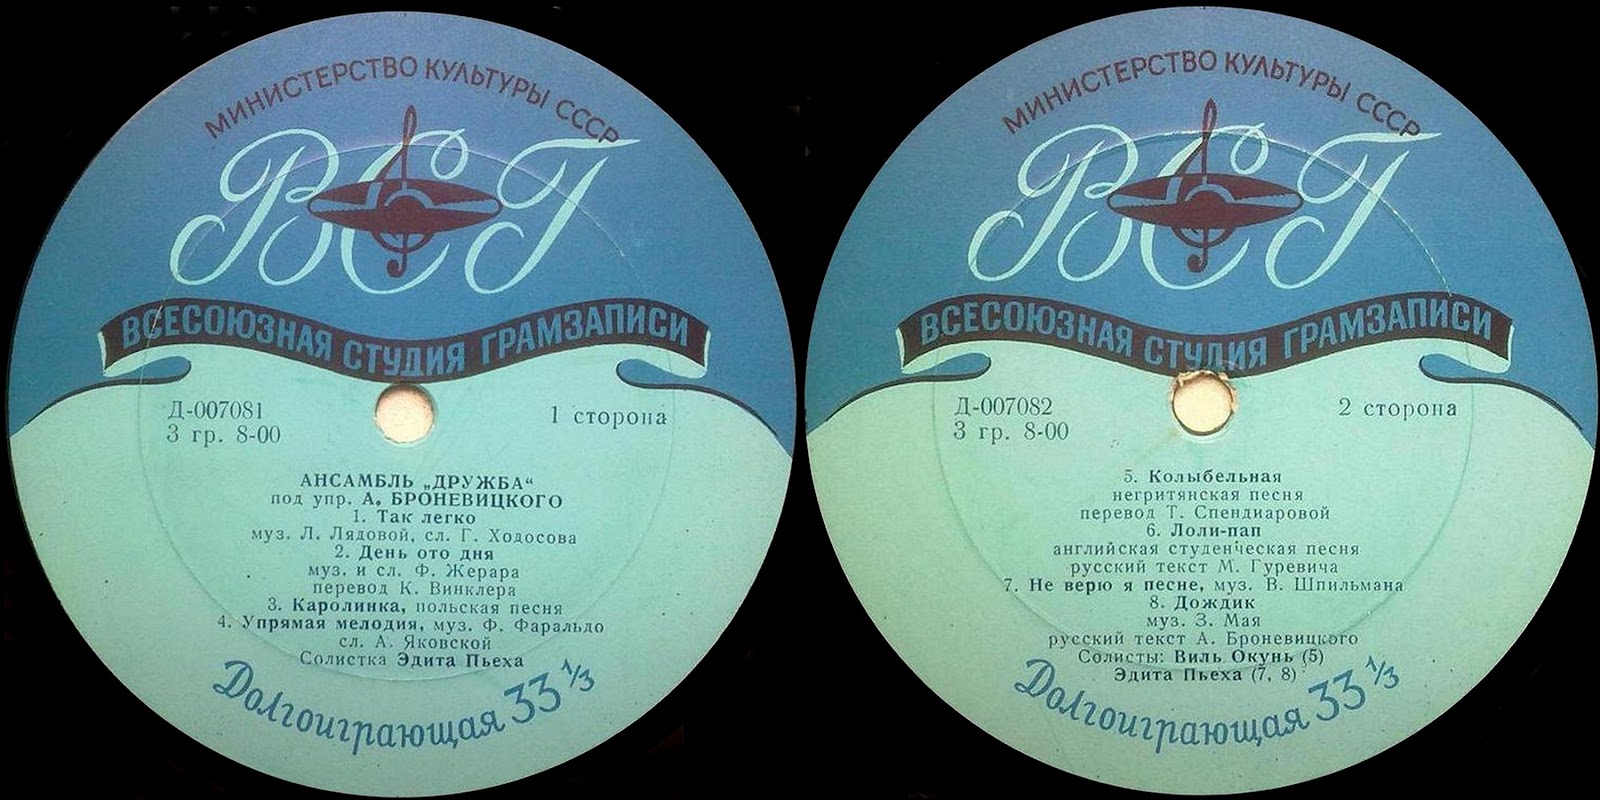 МИНИСТЕРСТВО КУЛЬТУРЫ СССР
ВСГ
ВСЕСОЮЗНАЯ СТУДИЯ ГРАМЗАПИСИ
Д-007081
3 гр. 8-00
1 сторона
АНСАМБЛЬ „ДРУЖБА“
под упр. А. БРОНЕВИЦКОГО
1. Так легко
муз. Л. Лядовой, сл. Г. Ходосова
2. День ото дня
муз. и сл. Ф. Жерара
перевод К. Винклера
3. Каролинка, польская песня
4. Упрямая мелодия, муз. Ф. Фаральдо
сл. А. Яковской
Солистка Эдита Пьеха
Долгоиграющая 33 1/3
МИНИСТЕРСТВО КУЛЬТУРЫ СССР
ВСГ
ВСЕСОЮЗНАЯ СТУДИЯ ГРАМЗАПИСИ
Д-007082
3 гр. 8-00
2 сторона
5. Колыбельная
негритянская песня
перевод Т. Спендиаровой
6. Лоли-пап
английская студенческая песня
русский текст М. Гуревича
7. Не верю я песне, муз. В. Шпильмана
8. Дождик
муз. З. Мая
русский текст А. Броневицкого
Солисты: Виль Окунь (5)
Эдита Пьеха (7, 8)
Долгоиграющая 33 1/3